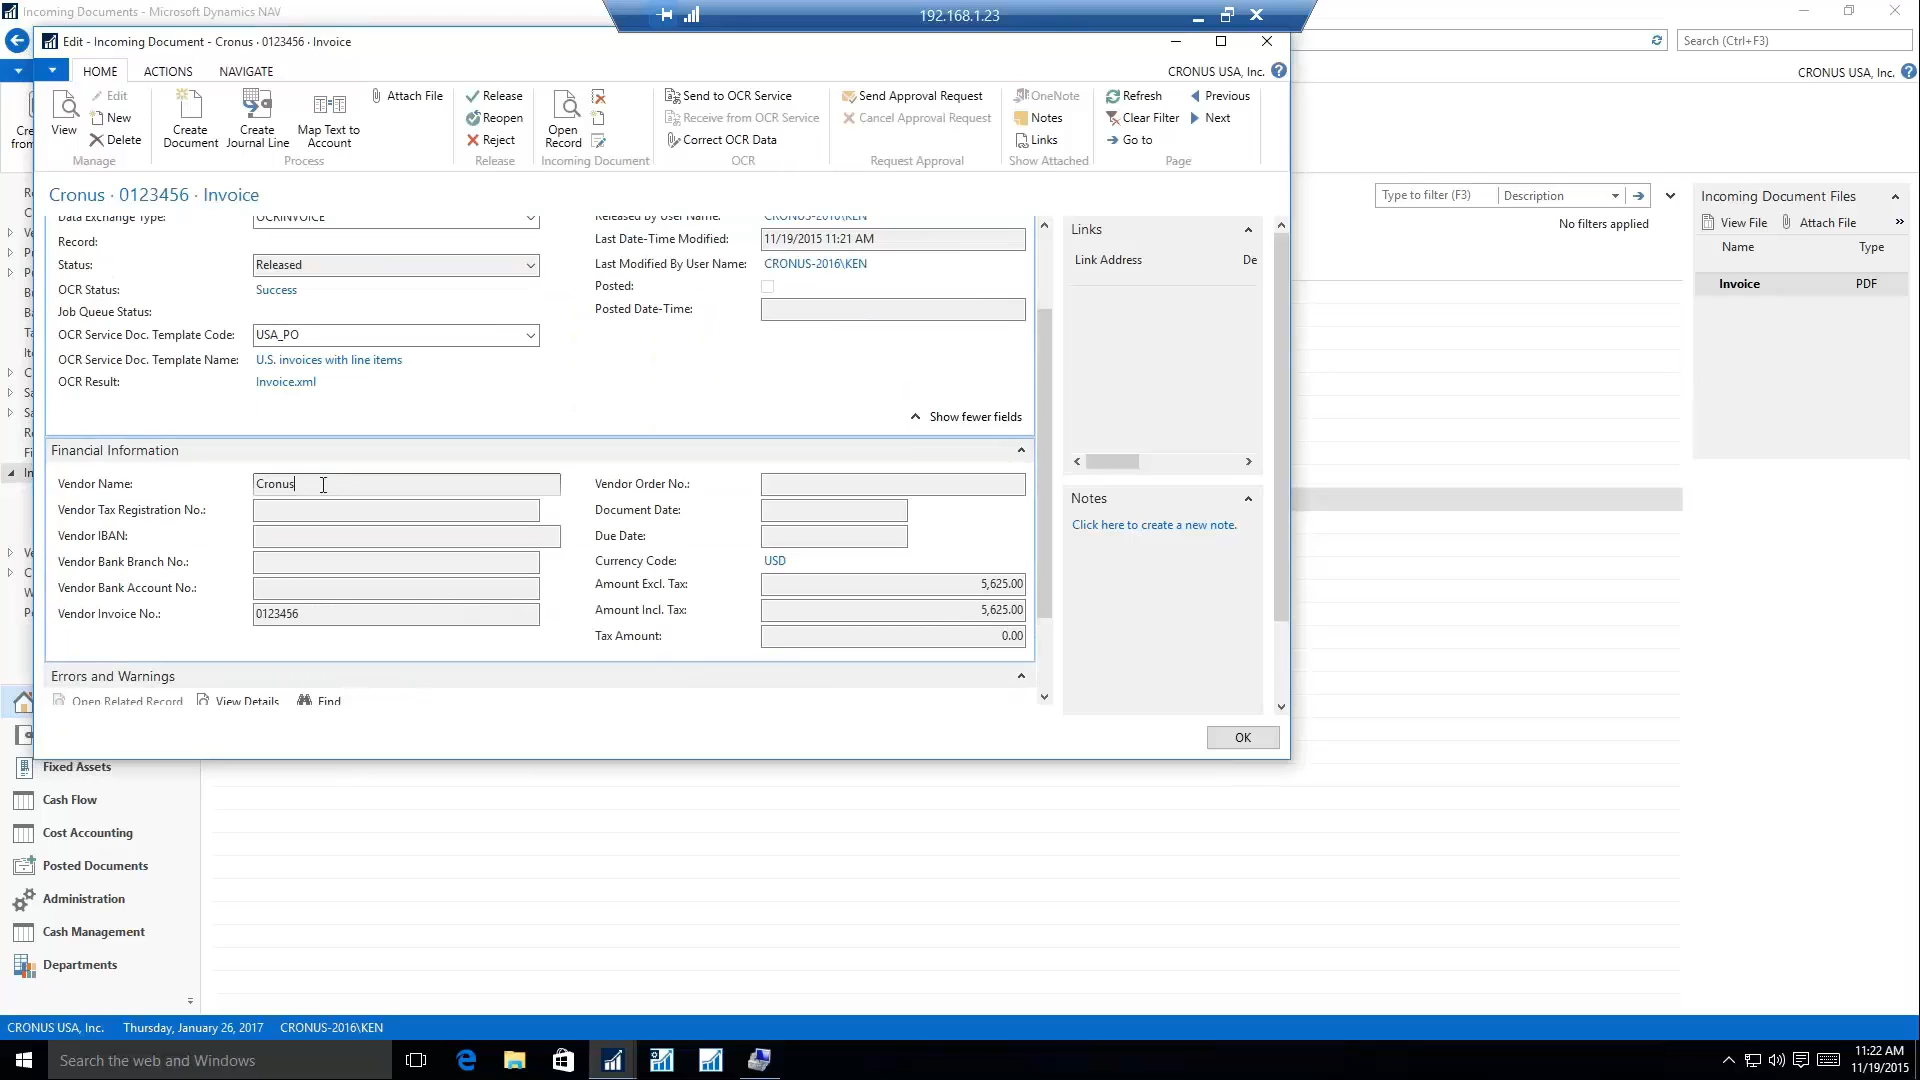 Incoming Documents - Microsoft Dynamics NAV
192.168.1.23
Edit - Incoming Document - Cronus · 0123456 · Invoice
Search (Ctrl+F3)
HOME ACTIONS NAVIGATE
CRONUS USA, Inc.
CRONUS USA, Inc.
View
Edit
New
Delete
Manage
Create Document
Create Journal Line
Map Text to Account
Attach File
Process
Release
Reopen
Reject
Release
Open Record
Incoming Document
Send to OCR Service
Receive from OCR Service
Correct OCR Data
OCR
Send Approval Request
Cancel Approval Request
Request Approval
OneNote
Notes
Links
Show Attached
Refresh
Clear Filter
Go to
Previous
Next
Page
Cronus · 0123456 · Invoice
Data Exchange Type: OCRINVOICE
Record:
Status: Released
OCR Status: Success
Job Queue Status:
OCR Service Doc. Template Code: USA_PO
OCR Service Doc. Template Name: U.S. invoices with line items
OCR Result: Invoice.xml
Released By User Name: CRONUS-2016\KEN
Last Date-Time Modified: 11/19/2015 11:21 AM
Last Modified By User Name: CRONUS-2016\KEN
Posted:
Posted Date-Time:
Show fewer fields
Financial Information
Vendor Name: Cronus
Vendor Tax Registration No.:
Vendor IBAN:
Vendor Bank Branch No.:
Vendor Bank Account No.:
Vendor Invoice No.: 0123456
Vendor Order No.:
Document Date:
Due Date:
Currency Code: USD
Amount Excl. Tax: 5,625.00
Amount Incl. Tax: 5,625.00
Tax Amount: 0.00
Errors and Warnings
Open Related Record View Details Find
Links
Link Address De
Notes
Click here to create a new note.
OK
Type to filter (F3) Description
No filters applied
Incoming Document Files
View File Attach File »
Name Type
Invoice PDF
Fixed Assets
Cash Flow
Cost Accounting
Posted Documents
Administration
Cash Management
Departments
CRONUS USA, Inc. Thursday, January 26, 2017 CRONUS-2016\KEN
Search the web and Windows
11:22 AM
11/19/2015